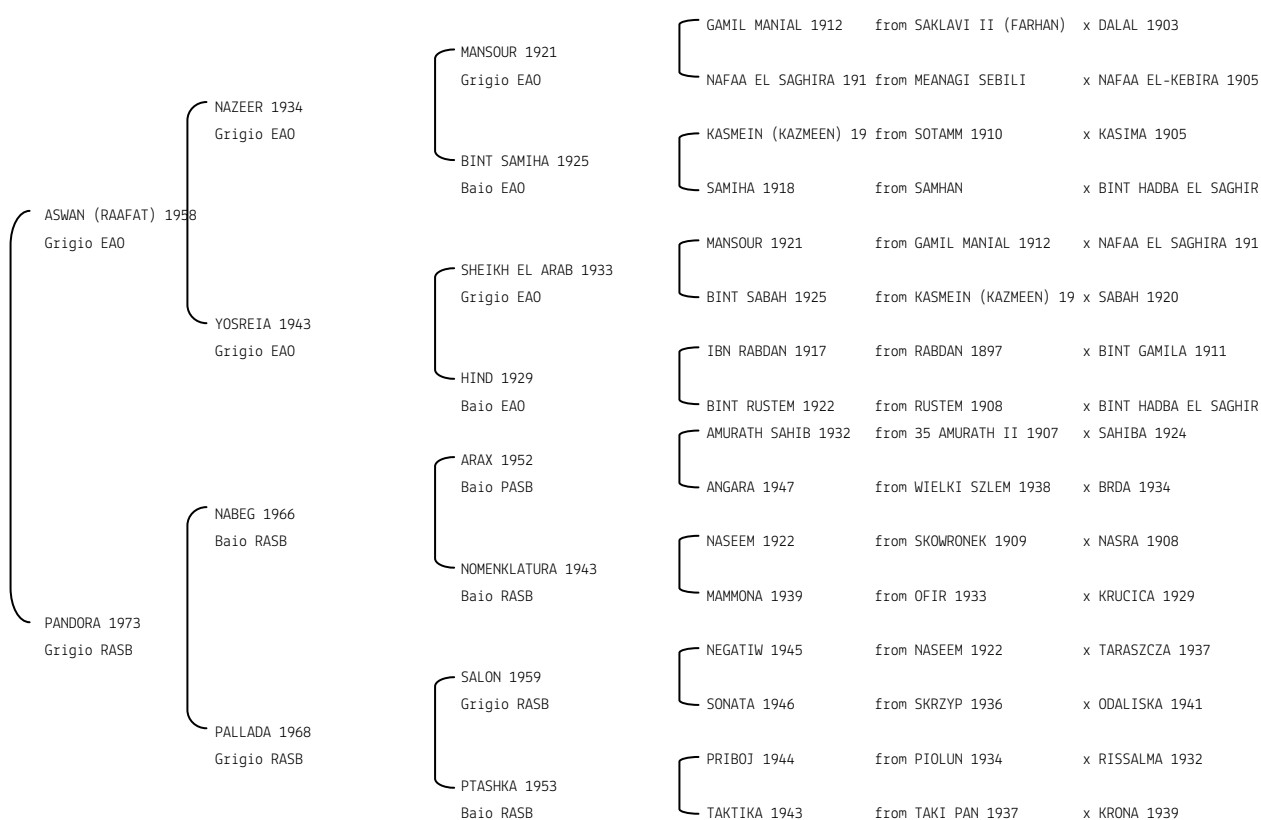 GAMIL MANIAL 1912 from SAKLAVI II (FARHAN) x DALAL 1903
MANSOUR 1921
Grigio EAO NAFAA EL SAGHIRA 191 from MEANAGI SEBILI x NAFAA EL-KEBIRA 1905
NAZEER 1934
Grigio EAO KASMEIN (KAZMEEN) 19 from SOTAMM 1910 x KASIMA 1905
BINT SAMIHA 1925
Baio EAO SAMIHA 1918 from SAMHAN x BINT HADBA EL SAGHIR
ASWAN (RAAFAT) 1958
Grigio EAO MANSOUR 1921 from GAMIL MANIAL 1912 x NAFAA EL SAGHIRA 191
SHEIKH EL ARAB 1933
Grigio EAO BINT SABAH 1925 from KASMEIN (KAZMEEN) 19 x SABAH 1920
YOSREIA 1943
Grigio EAO IBN RABDAN 1917 from RABDAN 1897 x BINT GAMILA 1911
HIND 1929
Baio EAO BINT RUSTEM 1922 from RUSTEM 1908 x BINT HADBA EL SAGHIR
AMURATH SAHIB 1932 from 35 AMURATH II 1907 x SAHIBA 1924
ARAX 1952
Baio PASB ANGARA 1947 from WIELKI SZLEM 1938 x BRDA 1934
NABEG 1966
Baio RASB NASEEM 1922 from SKOWRONEK 1909 x NASRA 1908
NOMENKLATURA 1943
Baio RASB MAMMONA 1939 from OFIR 1933 x KRUCICA 1929
PANDORA 1973
Grigio RASB NEGATIW 1945 from NASEEM 1922 x TARASZCZA 1937
SALON 1959
Grigio RASB SONATA 1946 from SKRZYP 1936 x ODALISKA 1941
PALLADA 1968
Grigio RASB PRIBOJ 1944 from PIOLUN 1934 x RISSALMA 1932
PTASHKA 1953
Baio RASB TAKTIKA 1943 from TAKI PAN 1937 x KRONA 1939